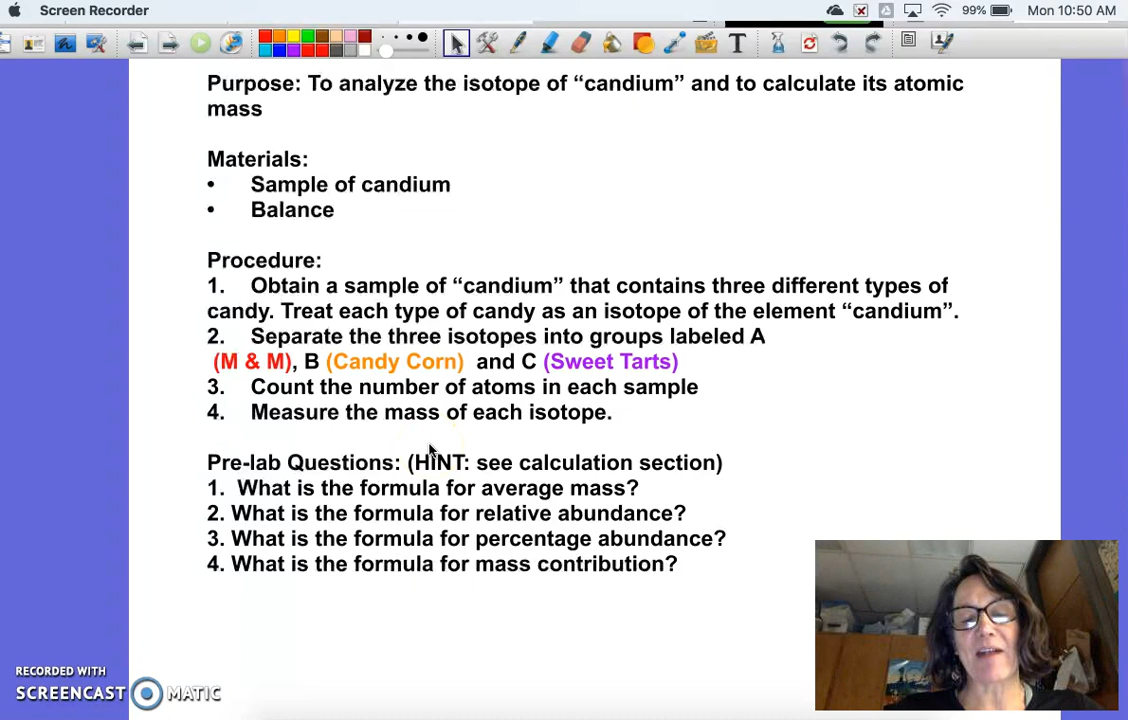 Screen Recorder
99%
Mon 10:50 AM
T
Purpose: To analyze the isotope of “candium” and to calculate its atomic
mass
Materials:
• Sample of candium
• Balance
Procedure:
1. Obtain a sample of “candium” that contains three different types of
candy. Treat each type of candy as an isotope of the element “candium”.
2. Separate the three isotopes into groups labeled A
(M & M), B (Candy Corn) and C (Sweet Tarts)
3. Count the number of atoms in each sample
4. Measure the mass of each isotope.
Pre-lab Questions: (HINT: see calculation section)
1. What is the formula for average mass?
2. What is the formula for relative abundance?
3. What is the formula for percentage abundance?
4. What is the formula for mass contribution?
RECORDED WITH
SCREENCAST MATIC